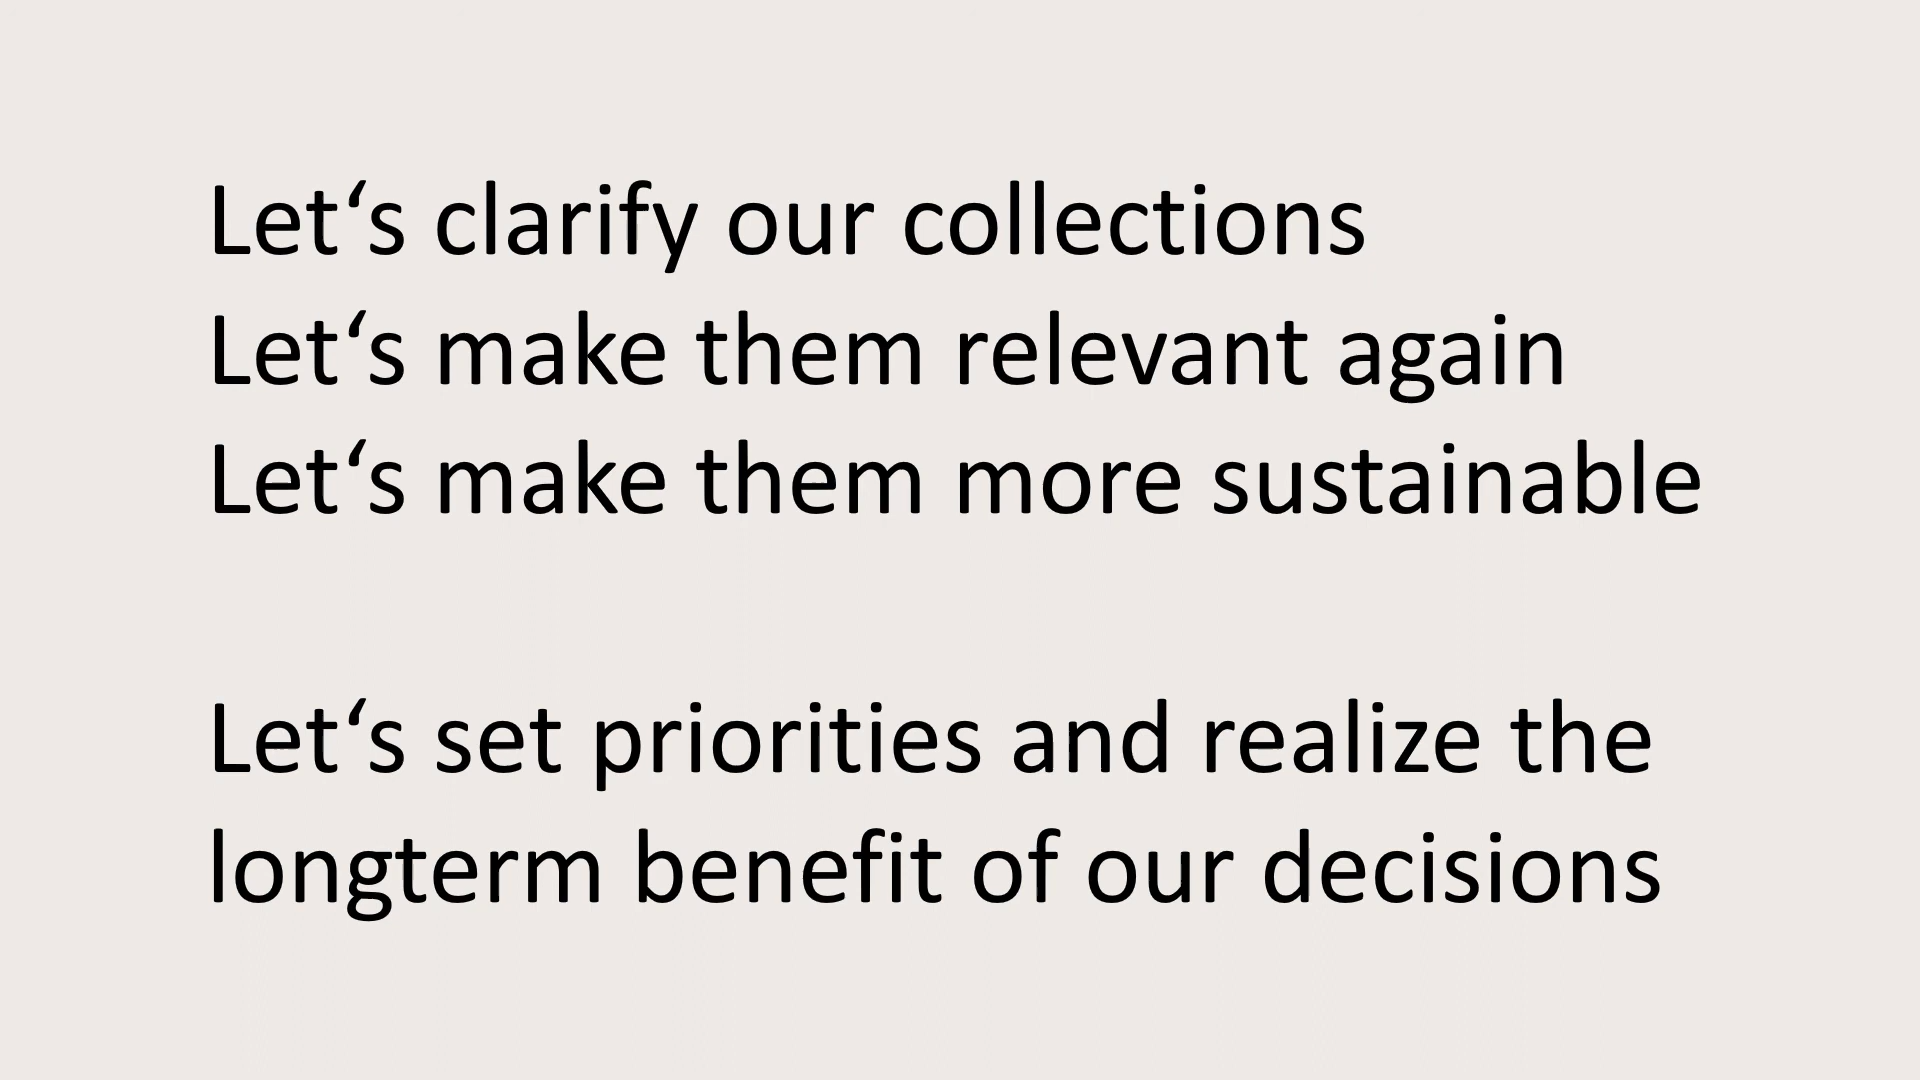 Let‘s clarify our collections
Let‘s make them relevant again
Let‘s make them more sustainable
Let‘s set priorities and realize the
longterm benefit of our decisions